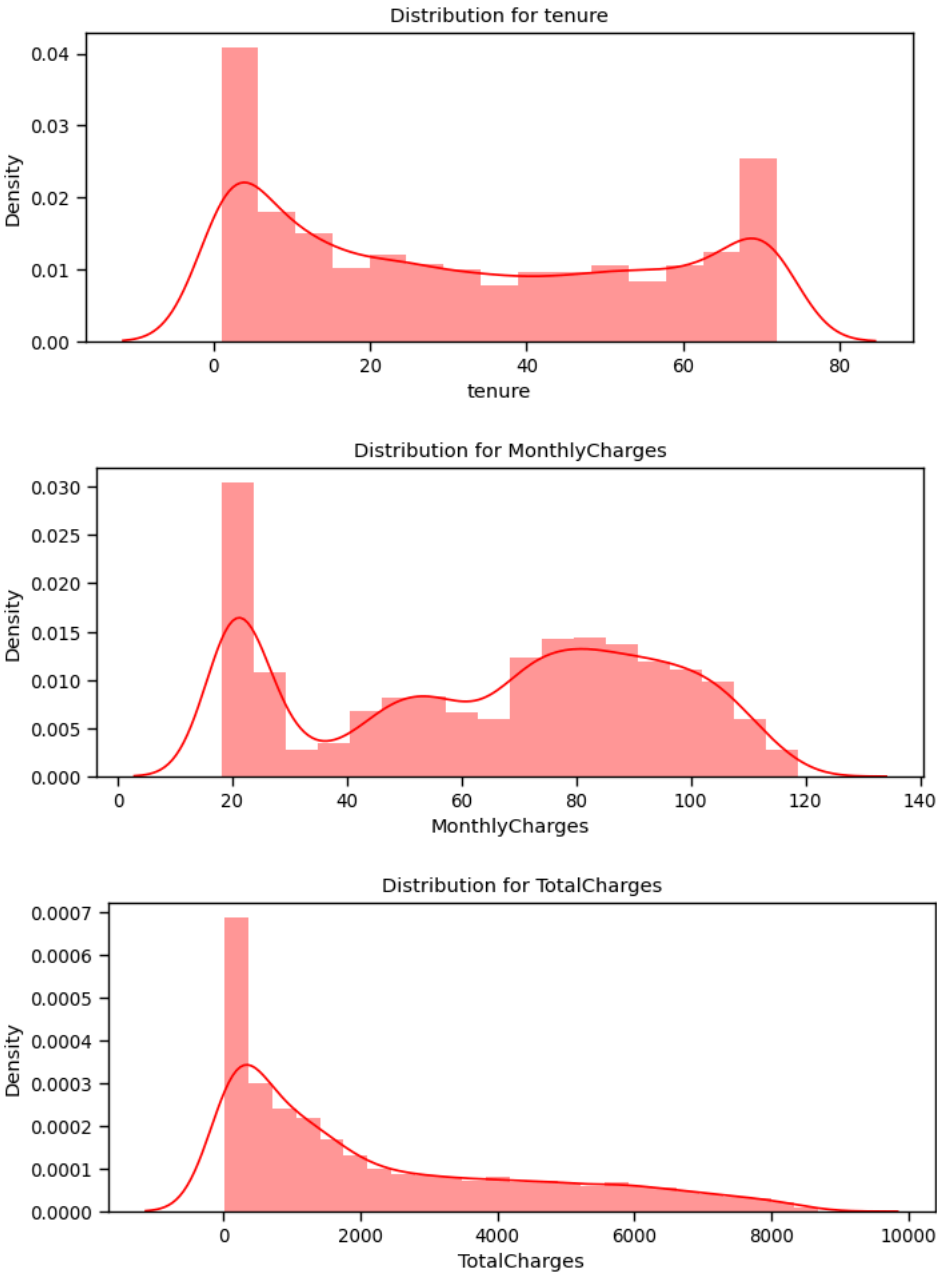 Distribution for tenure
0.04
0.03
0.02
0.01
0.00
Density
0 20 40 60 80
tenure
Distribution for MonthlyCharges
0.030
0.025
0.020
0.015
0.010
0.005
0.000
Density
0 20 40 60 80 100 120 140
MonthlyCharges
Distribution for TotalCharges
0.0007
0.0006
0.0005
0.0004
0.0003
0.0002
0.0001
0.0000
Density
0 2000 4000 6000 8000 10000
TotalCharges